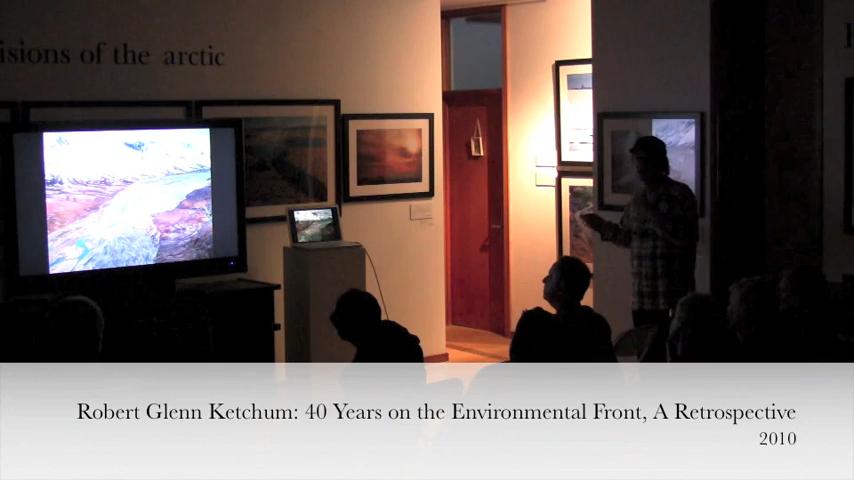 isions of the arctic
Robert Glenn Ketchum: 40 Years on the Environmental Front, A Retrospective
2010